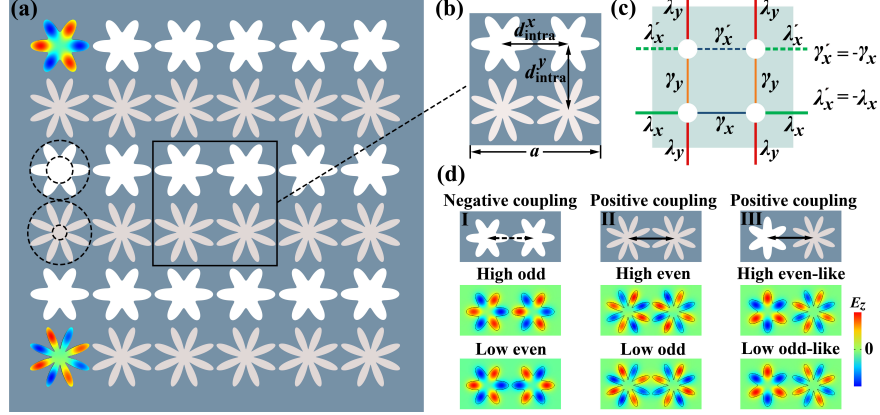 (a)
(b)
d^x_intra
d^y_intra
a
(c)
λ_y λ_y
λ′_x γ′_x λ′_x
γ′_x = -γ_x
γ_y γ_y
λ′_x = -λ_x
λ_x γ_x λ_x
λ_y λ_y
(d)
Negative coupling Positive coupling Positive coupling
I II III
High odd High even High even-like
E_z
0
Low even Low odd Low odd-like